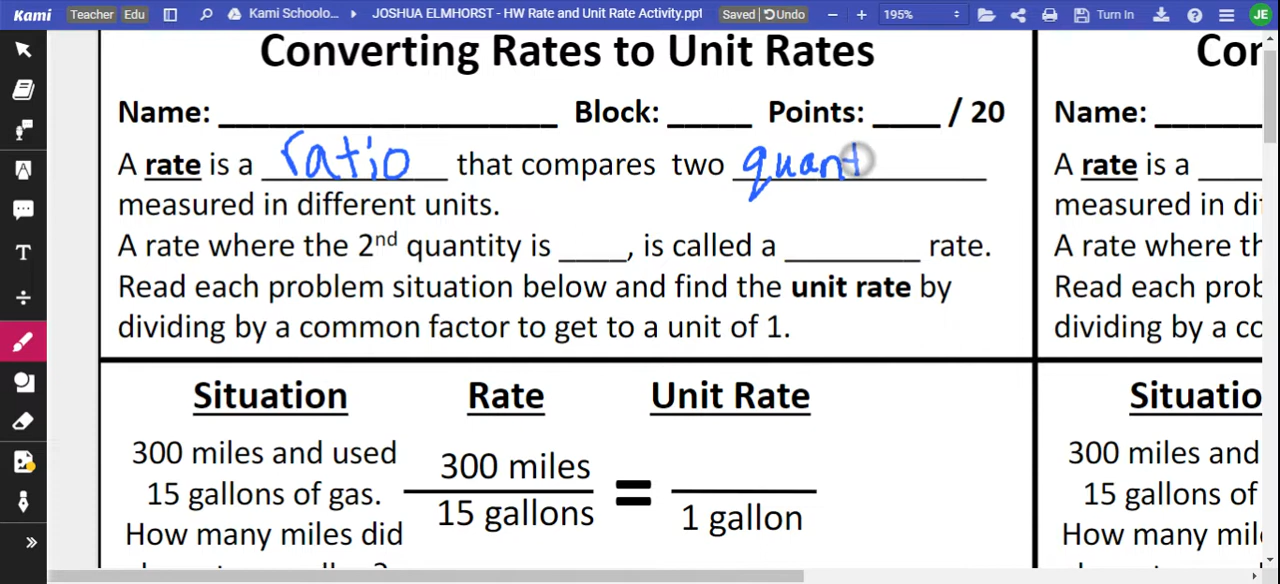 Kami Teacher Edu Kami Schoolo... JOSHUA ELMHORST - HW Rate and Unit Rate Activity.ppt Saved Undo 195% Turn In JE
Converting Rates to Unit Rates
Name: ____________________ Block: _____ Points: ____ / 20
A rate is a ratio that compares two quant
measured in different units.
A rate where the 2nd quantity is ____, is called a ________ rate.
Read each problem situation below and find the unit rate by
dividing by a common factor to get to a unit of 1.
Situation Rate Unit Rate
300 miles and used
15 gallons of gas.
How many miles did
300 miles
15 gallons
=
1 gallon
Con
Name:
A rate is a
measured in di
A rate where th
Read each prob
dividing by a co
Situatio
300 miles and
15 gallons of
How many mile